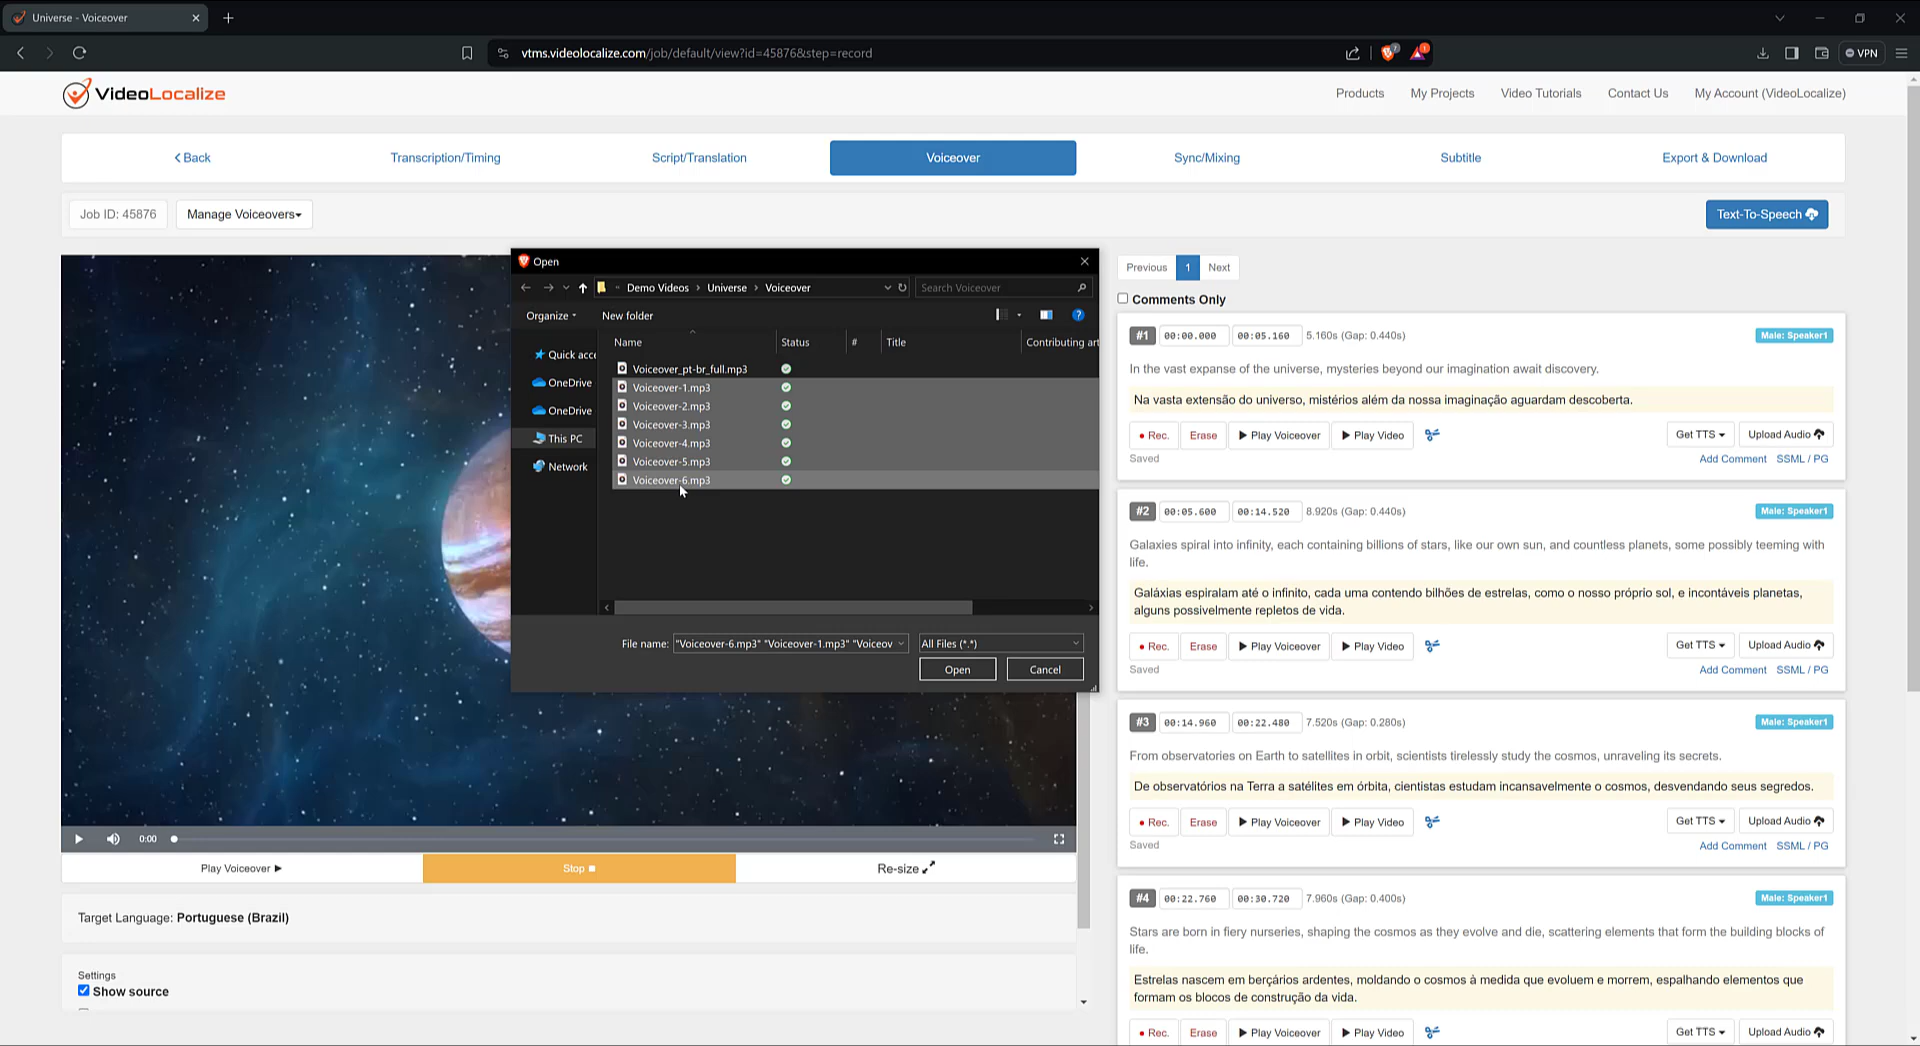 Universe - Voiceover
vtms.videolocalize.com/job/default/view?id=45876&step=record
VPN
VideoLocalize
Products My Projects Video Tutorials Contact Us My Account (VideoLocalize)
Back Transcription/Timing Script/Translation Voiceover Sync/Mixing Subtitle Export & Download
Job ID: 45876 Manage Voiceovers Text-To-Speech
Open
Demo Videos › Universe › Voiceover Search Voiceover
Organize New folder
Name Status # Title Contributing art
Quick acce
OneDrive
OneDrive
This PC
Network
Voiceover_pt-br_full.mp3
Voiceover-1.mp3
Voiceover-2.mp3
Voiceover-3.mp3
Voiceover-4.mp3
Voiceover-5.mp3
Voiceover-6.mp3
File name: "Voiceover-6.mp3" "Voiceover-1.mp3" "Voiceov All Files (*.*)
Open Cancel
0:00
Play Voiceover Stop Re-size
Target Language: Portuguese (Brazil)
Settings
Show source
Previous 1 Next
Comments Only
#1 00:00.000 00:05.160 5.160s (Gap: 0.440s) Male: Speaker1
In the vast expanse of the universe, mysteries beyond our imagination await discovery.
Na vasta extensão do universo, mistérios além da nossa imaginação aguardam descoberta.
Rec. Erase Play Voiceover Play Video Get TTS Upload Audio
Saved Add Comment SSML / PG
#2 00:05.600 00:14.520 8.920s (Gap: 0.440s) Male: Speaker1
Galaxies spiral into infinity, each containing billions of stars, like our own sun, and countless planets, some possibly teeming with
life.
Galáxias espiralam até o infinito, cada uma contendo bilhões de estrelas, como o nosso próprio sol, e incontáveis planetas,
alguns possivelmente repletos de vida.
Rec. Erase Play Voiceover Play Video Get TTS Upload Audio
Saved Add Comment SSML / PG
#3 00:14.960 00:22.480 7.520s (Gap: 0.280s) Male: Speaker1
From observatories on Earth to satellites in orbit, scientists tirelessly study the cosmos, unraveling its secrets.
De observatórios na Terra a satélites em órbita, cientistas estudam incansavelmente o cosmos, desvendando seus segredos.
Rec. Erase Play Voiceover Play Video Get TTS Upload Audio
Saved Add Comment SSML / PG
#4 00:22.760 00:30.720 7.960s (Gap: 0.400s) Male: Speaker1
Stars are born in fiery nurseries, shaping the cosmos as they evolve and die, scattering elements that form the building blocks of
life.
Estrelas nascem em berçários ardentes, moldando o cosmos à medida que evoluem e morrem, espalhando elementos que
formam os blocos de construção da vida.
Rec. Erase Play Voiceover Play Video Get TTS Upload Audio